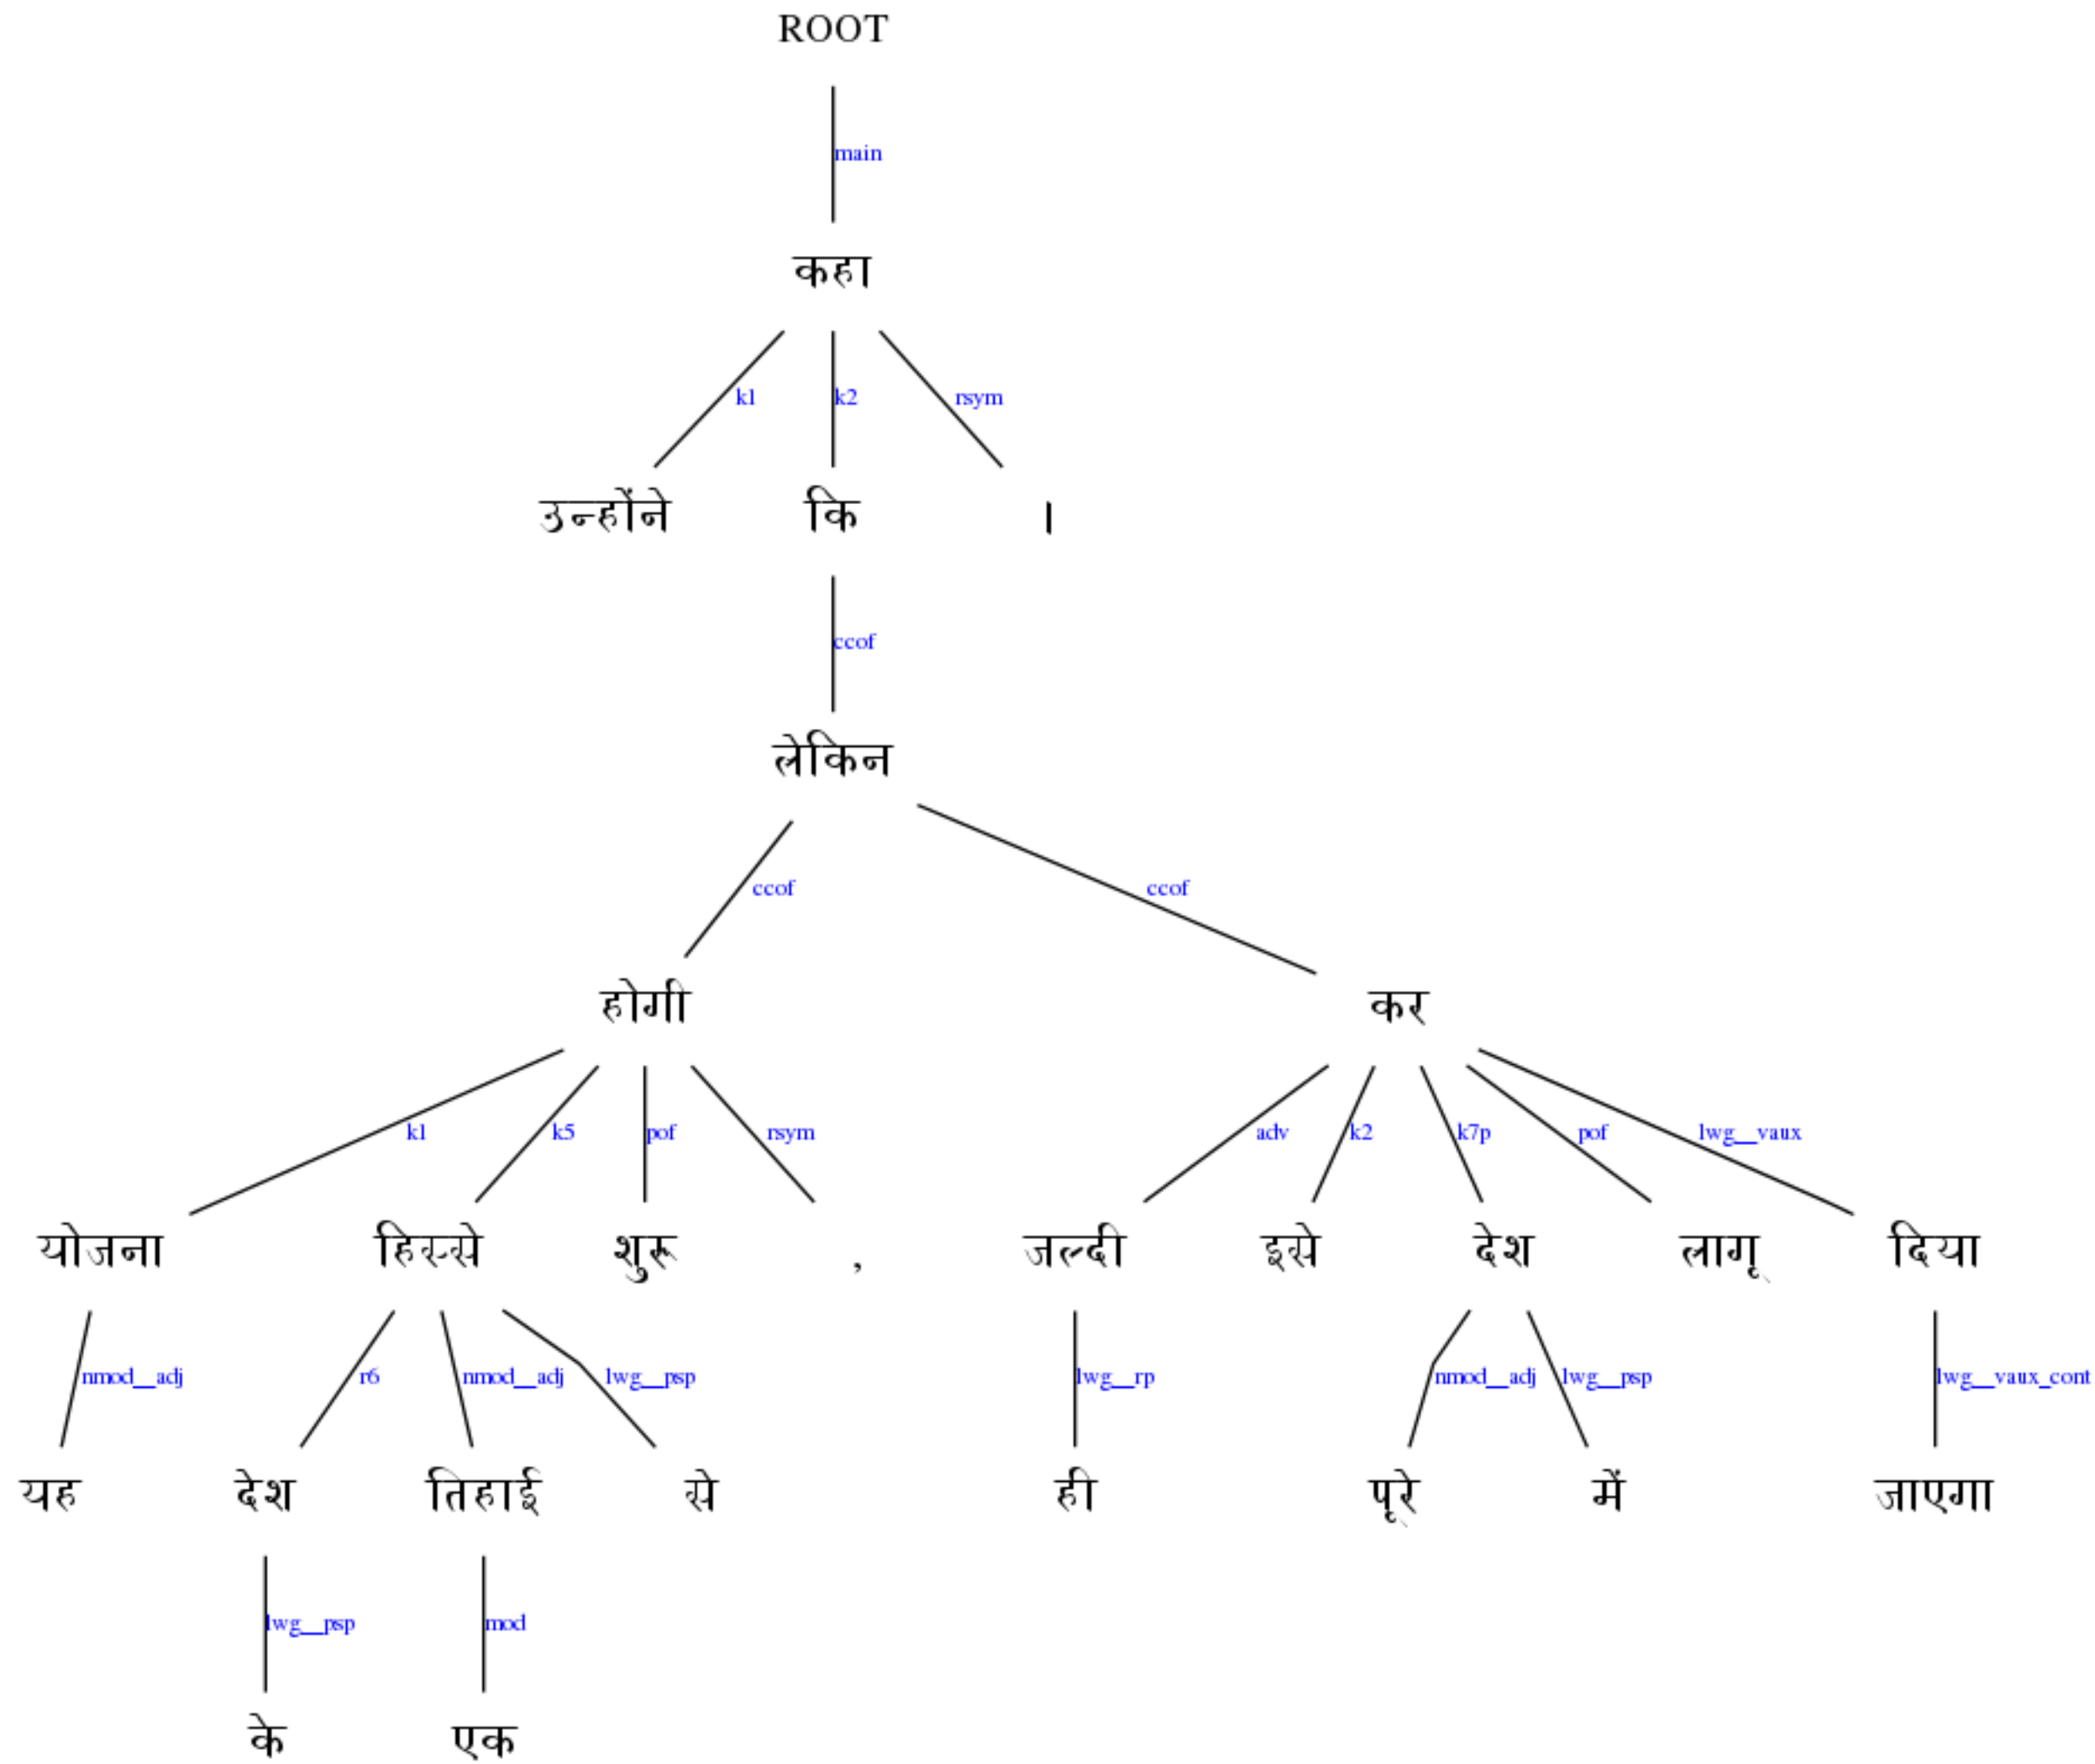 ROOT
main
कहा
k1 k2 rsym
उन्होंने कि ।
ccof
लेकिन
ccof ccof
होगी कर
k1 k5 pof rsym adv k2 k7p pof lwg__vaux
योजना हिस्से शुरू , जल्दी इसे देश लागू दिया
nmod__adj r6 nmod__adj lwg__psp lwg__rp nmod__adj lwg__psp lwg__vaux_cont
यह देश तिहाई से ही पूरे में जाएगा
lwg__psp mod
के एक